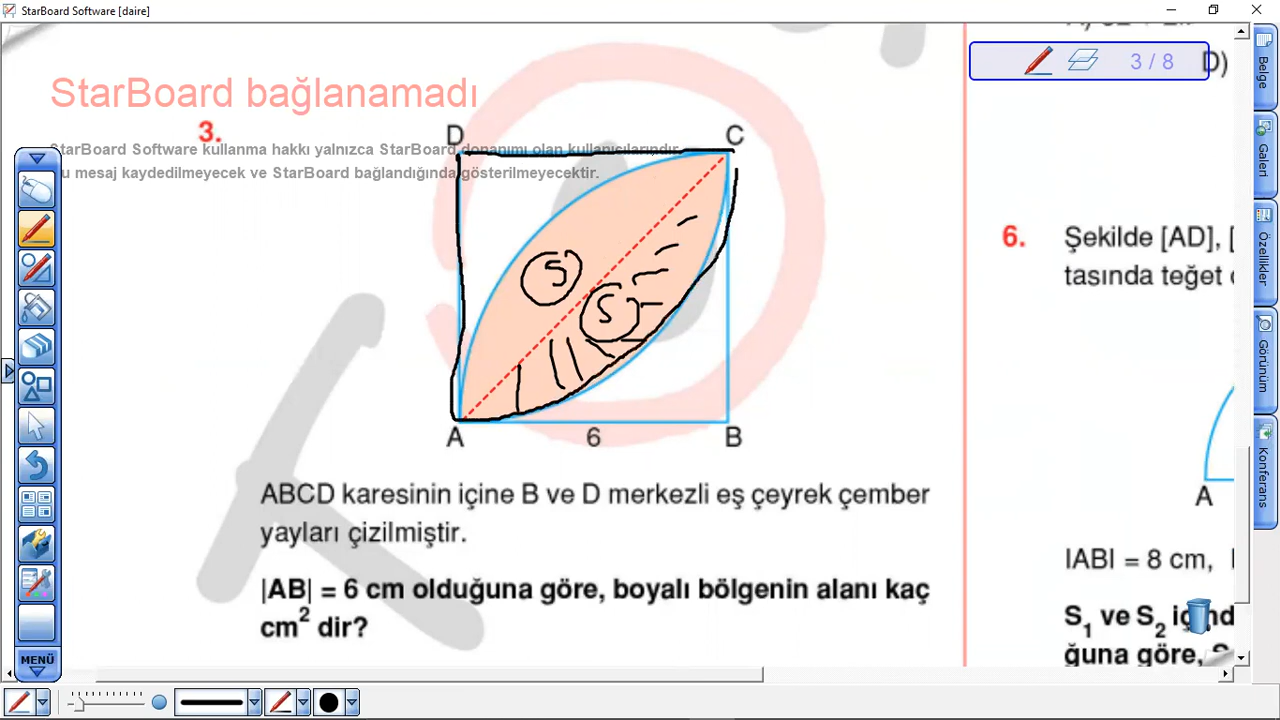 StarBoard Software [daire]
3 / 8
D)
StarBoard bağlanamadı
3.
D
C
StarBoard Software kullanma hakkı yalnızca StarBoard donanımı olan kullanıcılarındır.
mesaj kaydedilmeyecek ve StarBoard bağlandığında gösterilmeyecektir.
S
S
A
6
B
ABCD karesinin içine B ve D merkezli eş çeyrek çember
yayları çizilmiştir.
|AB| = 6 cm olduğuna göre, boyalı bölgenin alanı kaç
cm² dir?
6.
Şekilde [AD], [
tasında teğet
A
|AB| = 8 cm,
S₁ ve S₂
ğuna göre,
Belge
Galeri
Özellikler
Görünüm
Konferans
MENÜ